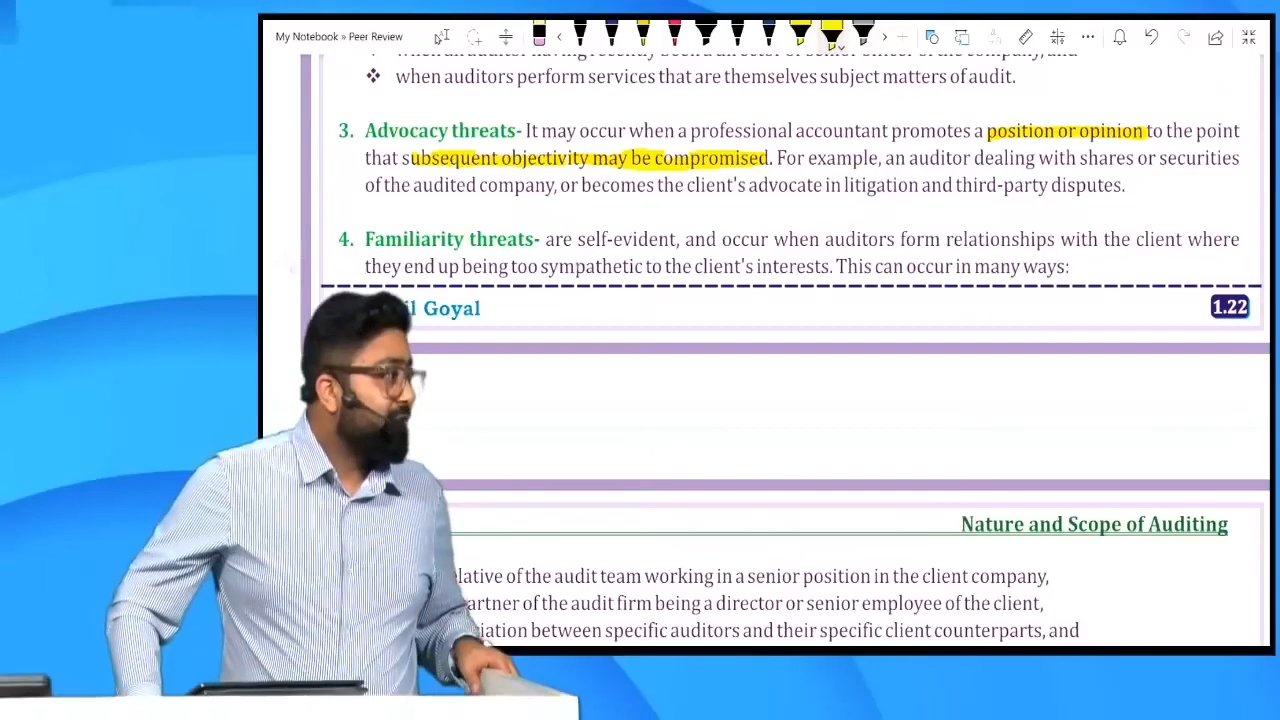 My Notebook » Peer Review
❖ when auditors perform services that are themselves subject matters of audit.
3. Advocacy threats- It may occur when a professional accountant promotes a position or opinion to the point
that subsequent objectivity may be compromised. For example, an auditor dealing with shares or securities
of the audited company, or becomes the client's advocate in litigation and third-party disputes.
4. Familiarity threats- are self-evident, and occur when auditors form relationships with the client where
they end up being too sympathetic to the client's interests. This can occur in many ways:
Goyal
1.22
Nature and Scope of Auditing
of the audit team working in a senior position in the client company,
of the audit firm being a director or senior employee of the client,
between specific auditors and their specific client counterparts, and